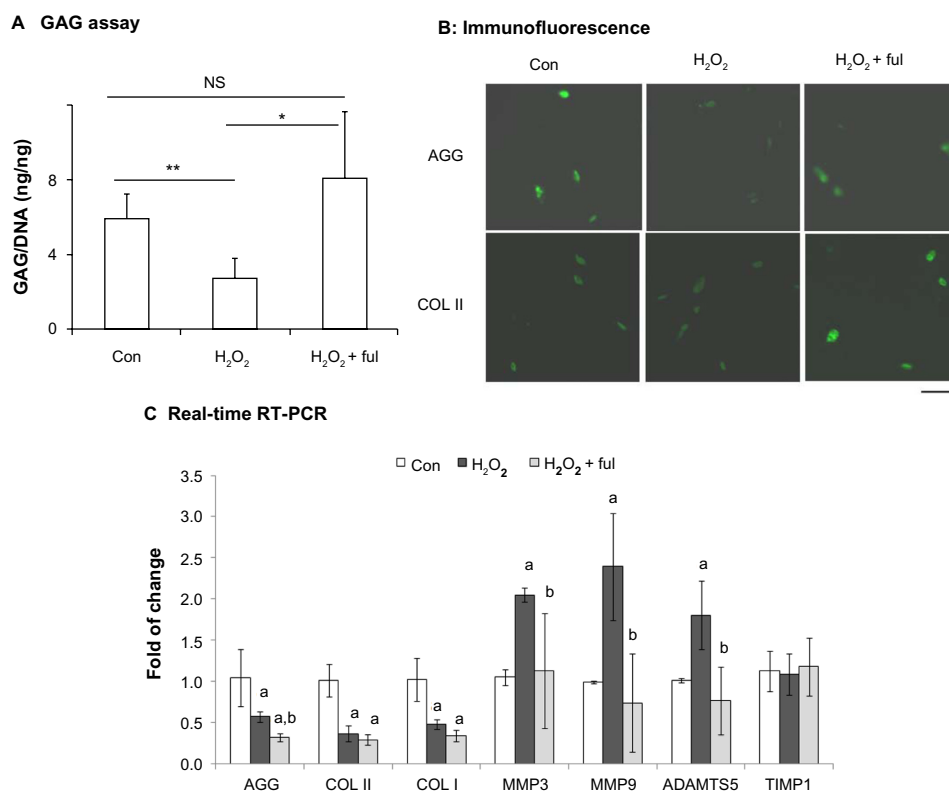 A GAG assay
NS
*
**
GAG/DNA (ng/ng)
8
4
0
Con
H₂O₂
H₂O₂ + ful
B: Immunofluorescence
Con
H₂O₂
H₂O₂ + ful
AGG
COL II
C Real-time RT-PCR
Con
H₂O₂
H₂O₂ + ful
Fold of change
3.5
3.0
2.5
2.0
1.5
1.0
0.5
0.0
a
a,b
a
a
a
a
a
b
a
b
a
b
AGG
COL II
COL I
MMP3
MMP9
ADAMTS5
TIMP1